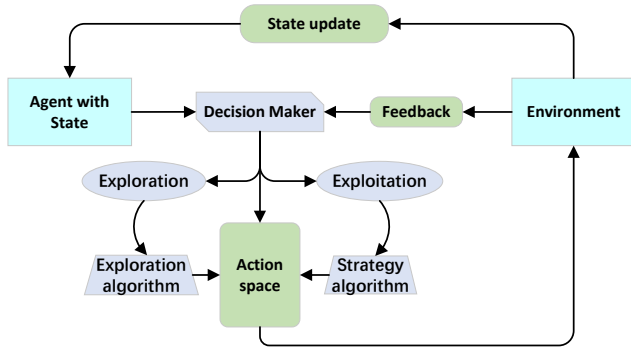 State update
Agent with
State
Decision Maker
Feedback
Environment
Exploration
Exploitation
Exploration
algorithm
Action
space
Strategy
algorithm